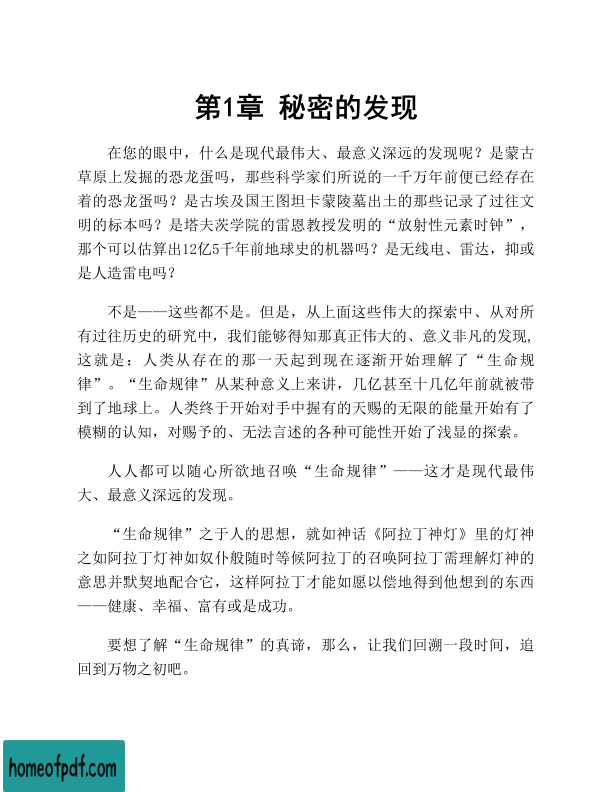 第1章 秘密的发现
在您的眼中，什么是现代最伟大、最意义深远的发现呢？是蒙古
草原上发掘的恐龙蛋吗，那些科学家们所说的一千万年前便已经存在
着的恐龙蛋吗？是古埃及国王图坦卡蒙陵墓出土的那些记录了过往文
明的标本吗？是塔夫茨学院的雷恩教授发明的“放射性元素时钟”，
那个可以估算出12亿5千年前地球史的机器吗？是无线电、雷达，抑或
是人造雷电吗？
不是——这些都不是。但是，从上面这些伟大的探索中、从对所
有过往历史的研究中，我们能够得知那真正伟大的、意义非凡的发现，
这就是：人类从存在的那一天起到现在逐渐开始理解了“生命规
律”。“生命规律”从某种意义上来讲，几亿甚至十几亿年前就被带
到了地球上。人类终于开始对手中握有的天赐的无限的能量开始有了
模糊的认知，对赐予的、无法言述的各种可能性开始了浅显的探索。
人人都可以随心所欲地召唤“生命规律”——这才是现代最伟
大、最意义深远的发现。
“生命规律”之于人的思想，就如神话《阿拉丁神灯》里的灯神
之如阿拉丁灯神如奴仆般随时等候阿拉丁的召唤阿拉丁需理解灯神的
意思并默契地配合它，这样阿拉丁才能如愿以偿地得到他想到的东西
——健康、幸福、富有或是成功。
要想了解“生命规律”的真谛，那么，让我们回溯一段时间，追
回到万物之初吧。
homeofpdf.com